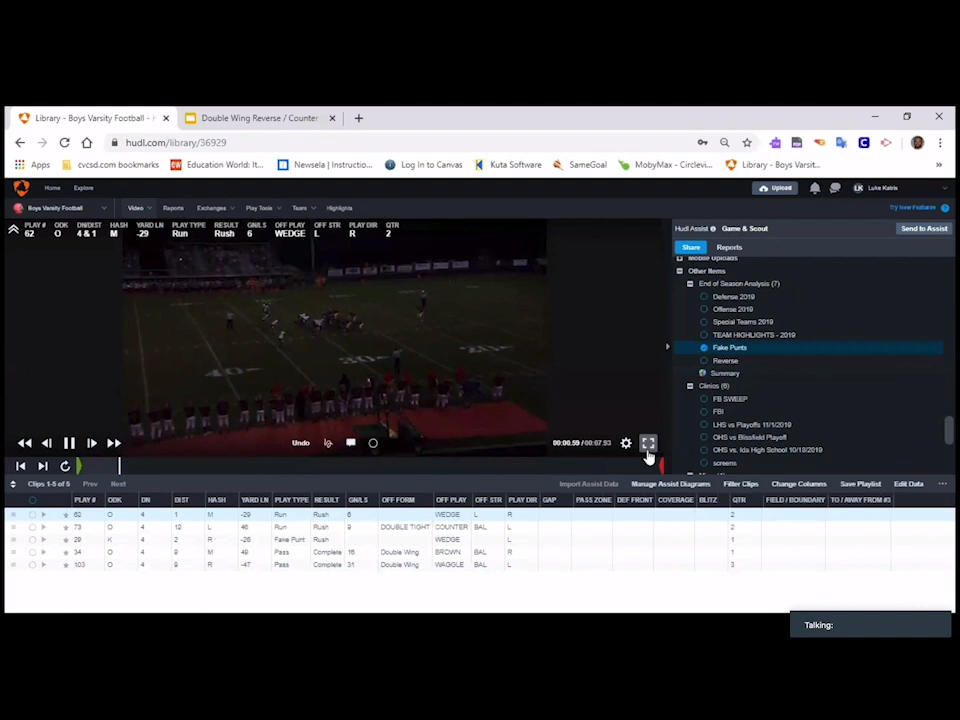 Library - Boys Varsity Football - H
Double Wing Reverse / Counter
hudl.com/library/36929
Apps
cvcsd.com bookmarks
Education World: It...
Newsela | Instructio...
Log In to Canvas
Kuta Software
SameGoal
MobyMax - Circlevi...
Library - Boys Varsit...
Home
Explore
Upload
LK
Luke Katris
Boys Varsity Football
Video
Reports
Exchanges
Play Tools
Team
Highlights
Try New Features
PLAY # ODK DN/DIST HASH YARD LN PLAY TYPE RESULT GN/LS OFF PLAY OFF STR PLAY DIR QTR
62 O 4 & 1 M -29 Run Rush 6 WEDGE L R 2
Hudl Assist
Game & Scout
Send to Assist
Share
Reports
Mobile Uploads
Other Items
End of Season Analysis (7)
Defense 2019
Offense 2019
Special Teams 2019
TEAM HIGHLIGHTS - 2019
Fake Punts
Reverse
Summary
Clinics (6)
FB SWEEP
FBI
LHS vs Playoffs 11/1/2019
OHS vs Blissfield Playoff
OHS vs. Ida High School 10/18/2019
screens
Undo
00:00.59 / 00:07.93
Clips 1-5 of 5
Prev
Next
Import Assist Data
Manage Assist Diagrams
Filter Clips
Change Columns
Save Playlist
Edit Data
PLAY # ODK DN DIST HASH YARD LN PLAY TYPE RESULT GN/LS OFF FORM OFF PLAY OFF STR PLAY DIR GAP PASS ZONE DEF FRONT COVERAGE BLITZ QTR FIELD / BOUNDARY TO / AWAY FROM #3
62 O 4 1 M -29 Run Rush 6 WEDGE L R 2
73 O 4 12 L 46 Run Rush 9 DOUBLE TIGHT COUNTER BAL L 2
29 K 4 2 R -26 Fake Punt Rush WEDGE L 1
34 O 4 9 M 49 Pass Complete 16 Double Wing BROWN BAL R 1
103 O 4 9 R -47 Pass Complete 31 Double Wing WAGGLE BAL L 3
Talking: